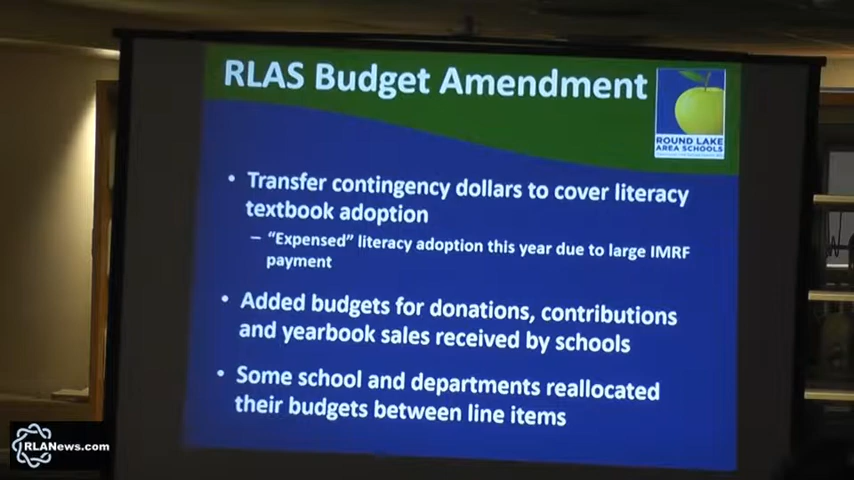 RLAS Budget Amendment
ROUND LAKE
AREA SCHOOLS
• Transfer contingency dollars to cover literacy
textbook adoption
– “Expensed” literacy adoption this year due to large IMRF
payment
• Added budgets for donations, contributions
and yearbook sales received by schools
• Some school and departments reallocated
their budgets between line items
RLANews.com